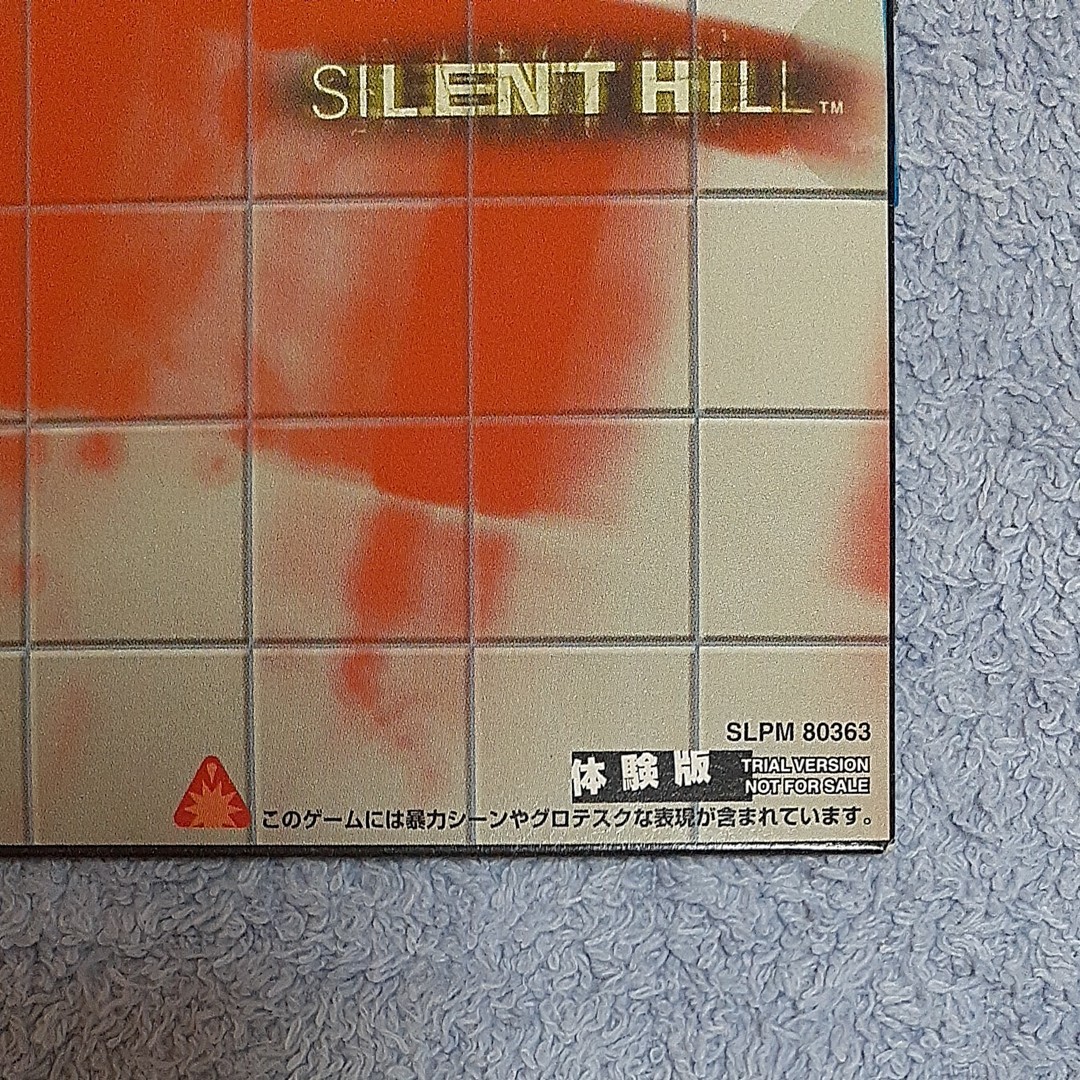 SILENT HILL™
SLPM 80363
体験版
TRIAL VERSION
NOT FOR SALE
このゲームには暴力シーンやグロテスクな表現が含まれています。